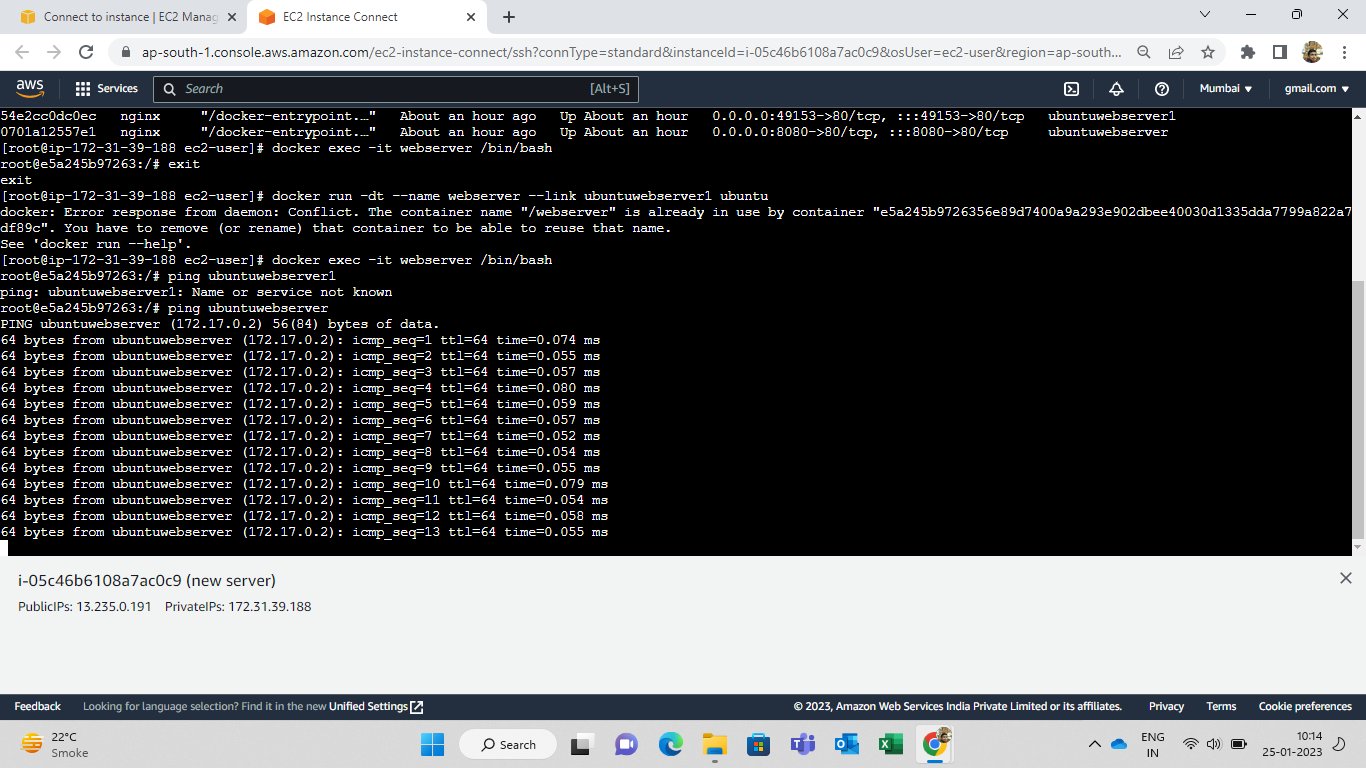 Connect to instance | EC2 Manag
EC2 Instance Connect
ap-south-1.console.aws.amazon.com/ec2-instance-connect/ssh?connType=standard&instanceId=i-05c46b6108a7ac0c9&osUser=ec2-user&region=ap-south...
aws Services Search [Alt+S] Mumbai gmail.com
54e2cc0dc0ec nginx "/docker-entrypoint.…" About an hour ago Up About an hour 0.0.0.0:49153->80/tcp, :::49153->80/tcp ubuntuwebserver1
0701a12557e1 nginx "/docker-entrypoint.…" About an hour ago Up About an hour 0.0.0.0:8080->80/tcp, :::8080->80/tcp ubuntuwebserver
[root@ip-172-31-39-188 ec2-user]# docker exec -it webserver /bin/bash
root@e5a245b97263:/# exit
exit
[root@ip-172-31-39-188 ec2-user]# docker run -dt --name webserver --link ubuntuwebserver1 ubuntu
docker: Error response from daemon: Conflict. The container name "/webserver" is already in use by container "e5a245b9726356e89d7400a9a293e902dbee40030d1335dda7799a822a7
df89c". You have to remove (or rename) that container to be able to reuse that name.
See 'docker run --help'.
[root@ip-172-31-39-188 ec2-user]# docker exec -it webserver /bin/bash
root@e5a245b97263:/# ping ubuntuwebserver1
ping: ubuntuwebserver1: Name or service not known
root@e5a245b97263:/# ping ubuntuwebserver
PING ubuntuwebserver (172.17.0.2) 56(84) bytes of data.
64 bytes from ubuntuwebserver (172.17.0.2): icmp_seq=1 ttl=64 time=0.074 ms
64 bytes from ubuntuwebserver (172.17.0.2): icmp_seq=2 ttl=64 time=0.055 ms
64 bytes from ubuntuwebserver (172.17.0.2): icmp_seq=3 ttl=64 time=0.057 ms
64 bytes from ubuntuwebserver (172.17.0.2): icmp_seq=4 ttl=64 time=0.080 ms
64 bytes from ubuntuwebserver (172.17.0.2): icmp_seq=5 ttl=64 time=0.059 ms
64 bytes from ubuntuwebserver (172.17.0.2): icmp_seq=6 ttl=64 time=0.057 ms
64 bytes from ubuntuwebserver (172.17.0.2): icmp_seq=7 ttl=64 time=0.052 ms
64 bytes from ubuntuwebserver (172.17.0.2): icmp_seq=8 ttl=64 time=0.054 ms
64 bytes from ubuntuwebserver (172.17.0.2): icmp_seq=9 ttl=64 time=0.055 ms
64 bytes from ubuntuwebserver (172.17.0.2): icmp_seq=10 ttl=64 time=0.079 ms
64 bytes from ubuntuwebserver (172.17.0.2): icmp_seq=11 ttl=64 time=0.054 ms
64 bytes from ubuntuwebserver (172.17.0.2): icmp_seq=12 ttl=64 time=0.058 ms
64 bytes from ubuntuwebserver (172.17.0.2): icmp_seq=13 ttl=64 time=0.055 ms
i-05c46b6108a7ac0c9 (new server)
PublicIPs: 13.235.0.191 PrivateIPs: 172.31.39.188
Feedback Looking for language selection? Find it in the new Unified Settings © 2023, Amazon Web Services India Private Limited or its affiliates. Privacy Terms Cookie preferences
22°C
Smoke
Search
ENG
IN
10:14
25-01-2023